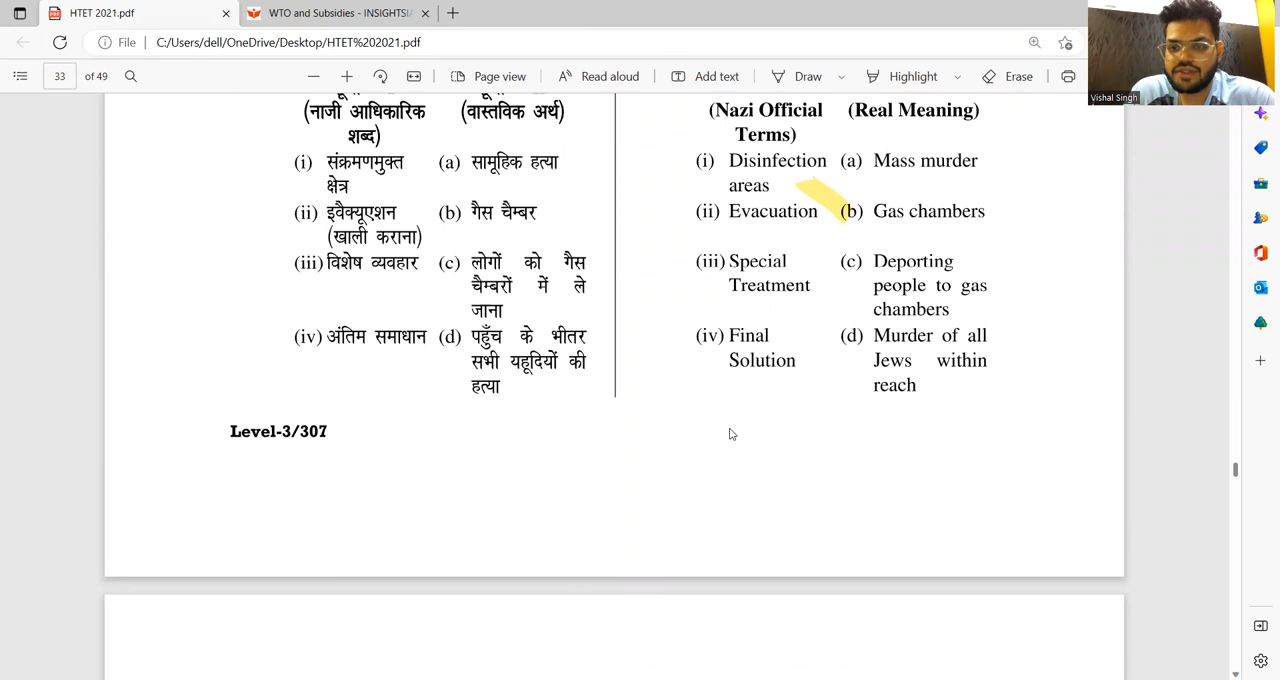 HTET 2021.pdf
WTO and Subsidies - INSIGHTSIA
File
C:/Users/dell/OneDrive/Desktop/HTET%202021.pdf
33 of 49
Page view
Read aloud
Add text
Draw
Highlight
Erase
Vishal Singh
(नाजी आधिकारिक शब्द)
(वास्तविक अर्थ)
(i) संक्रमणमुक्त (a) सामूहिक हत्या
क्षेत्र
(ii) इवैक्यूएशन (b) गैस चैम्बर
(खाली कराना)
(iii) विशेष व्यवहार (c) लोगों को गैस
चैम्बरों में ले
जाना
(iv) अंतिम समाधान (d) पहुँच के भीतर
सभी यहूदियों की
हत्या
Level-3/307
(Nazi Official (Real Meaning)
Terms)
(i) Disinfection (a) Mass murder
areas
(ii) Evacuation (b) Gas chambers
(iii) Special (c) Deporting
Treatment people to gas
chambers
(iv) Final (d) Murder of all
Solution Jews within
reach